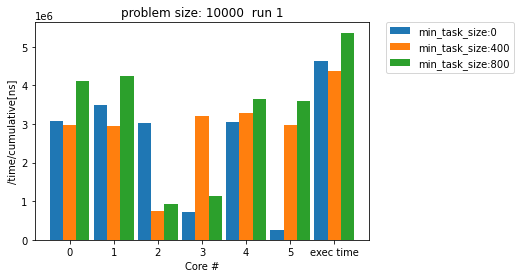 problem size: 10000  run 1
1e6
min_task_size:0
min_task_size:400
min_task_size:800
5
4
3
2
1
0
/time/cumulative[ns]
0 1 2 3 4 5 exec time
Core #